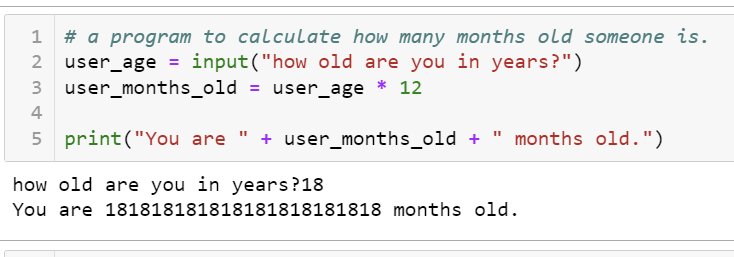 1 # a program to calculate how many months old someone is.
2 user_age = input("how old are you in years?")
3 user_months_old = user_age * 12
4
5 print("You are " + user_months_old + " months old.")
how old are you in years?18
You are 181818181818181818181818 months old.